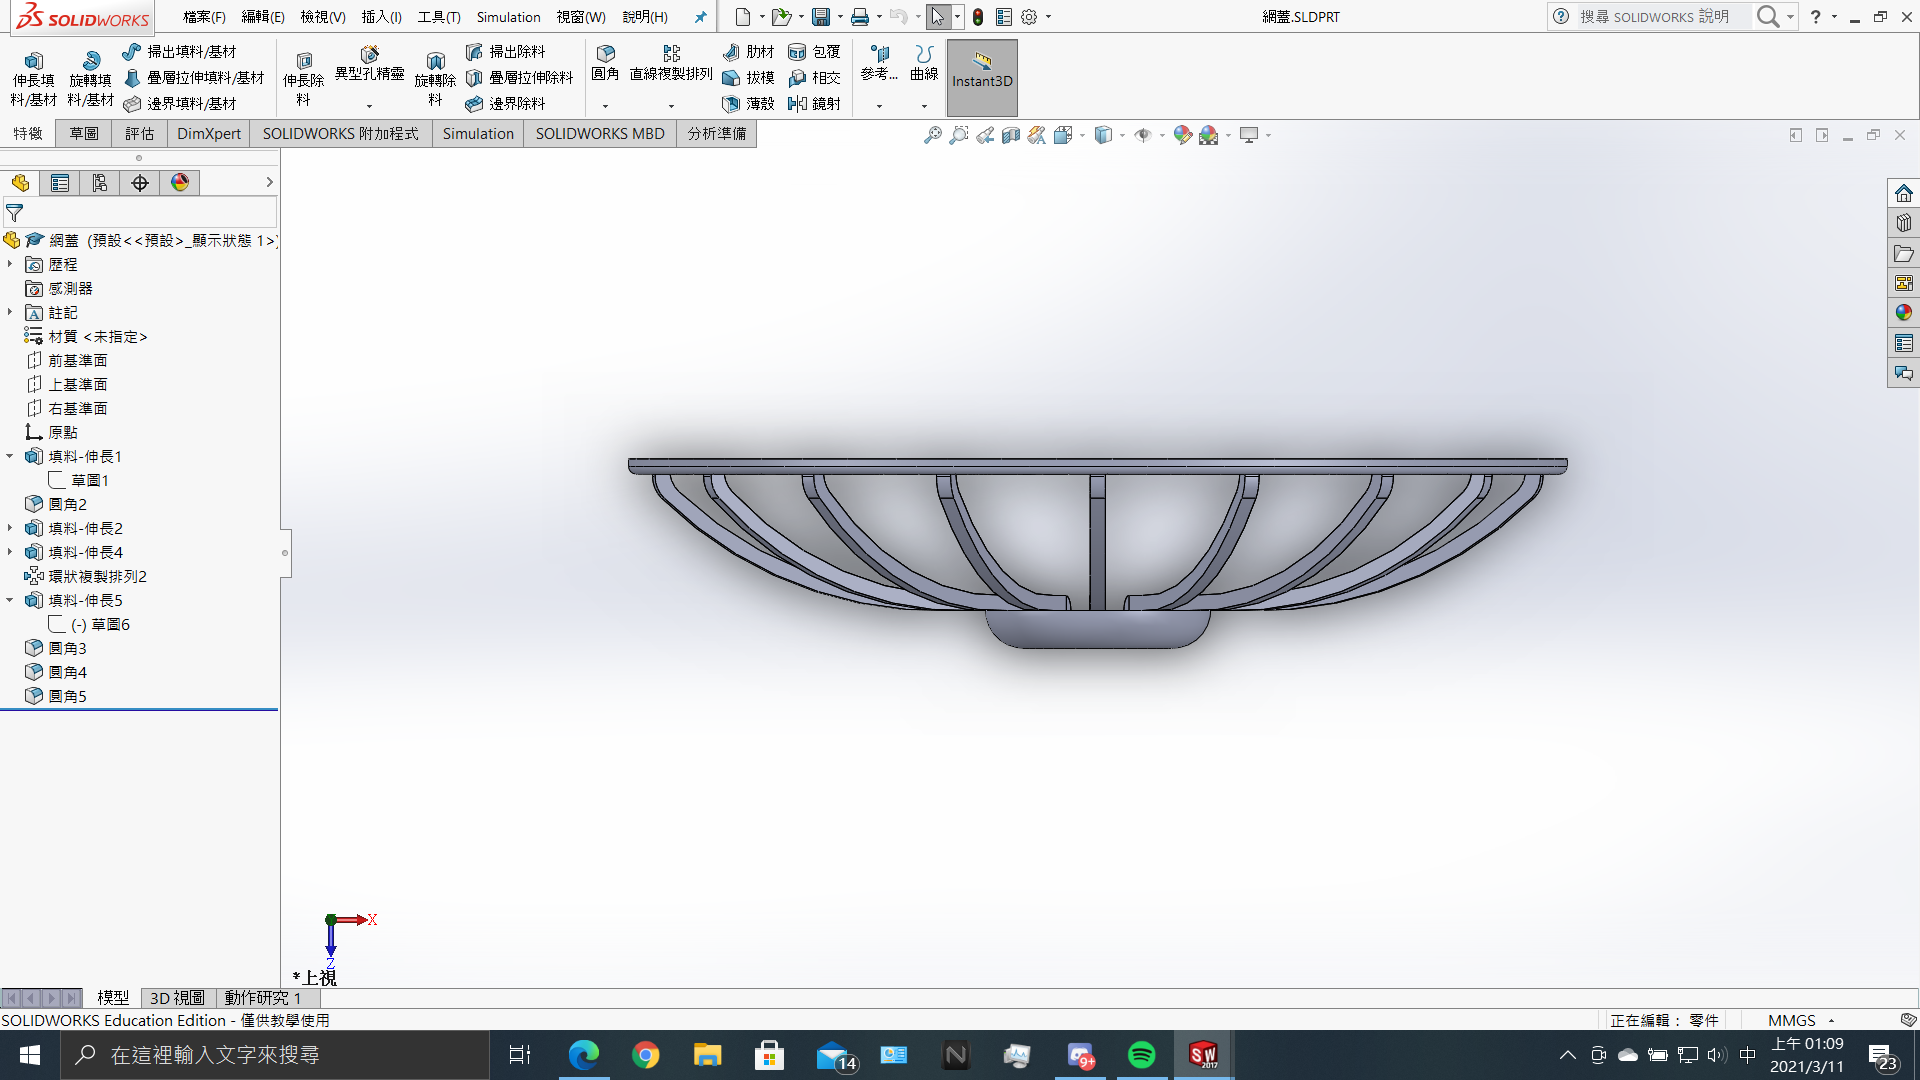 SOLIDWORKS 檔案(F) 編輯(E) 檢視(V) 插入(I) 工具(T) Simulation 視窗(W) 說明(H) 網蓋.SLDPRT 搜尋 SOLIDWORKS 說明
伸長填料/基材 旋轉填料/基材 掃出填料/基材 疊層拉伸填料/基材 邊界填料/基材 伸長除料 異型孔精靈 旋轉除料 掃出除料 疊層拉伸除料 邊界除料 圓角 直線複製排列 肋材 拔模 薄殼 包覆 相交 鏡射 參考... 曲線 Instant3D
特徵 草圖 評估 DimXpert SOLIDWORKS 附加程式 Simulation SOLIDWORKS MBD 分析準備
網蓋 (預設<<預設>_顯示狀態 1>)
歷程
感測器
註記
材質 <未指定>
前基準面
上基準面
右基準面
原點
填料-伸長1
草圖1
圓角2
填料-伸長2
填料-伸長4
環狀複製排列2
填料-伸長5
(-) 草圖6
圓角3
圓角4
圓角5
X
Z
*上視
模型 3D 視圖 動作研究 1
SOLIDWORKS Education Edition - 僅供教學使用 正在編輯： 零件 MMGS
在這裡輸入文字來搜尋 14 9+ SW 2017 中 上午 01:09 23
2021/3/11